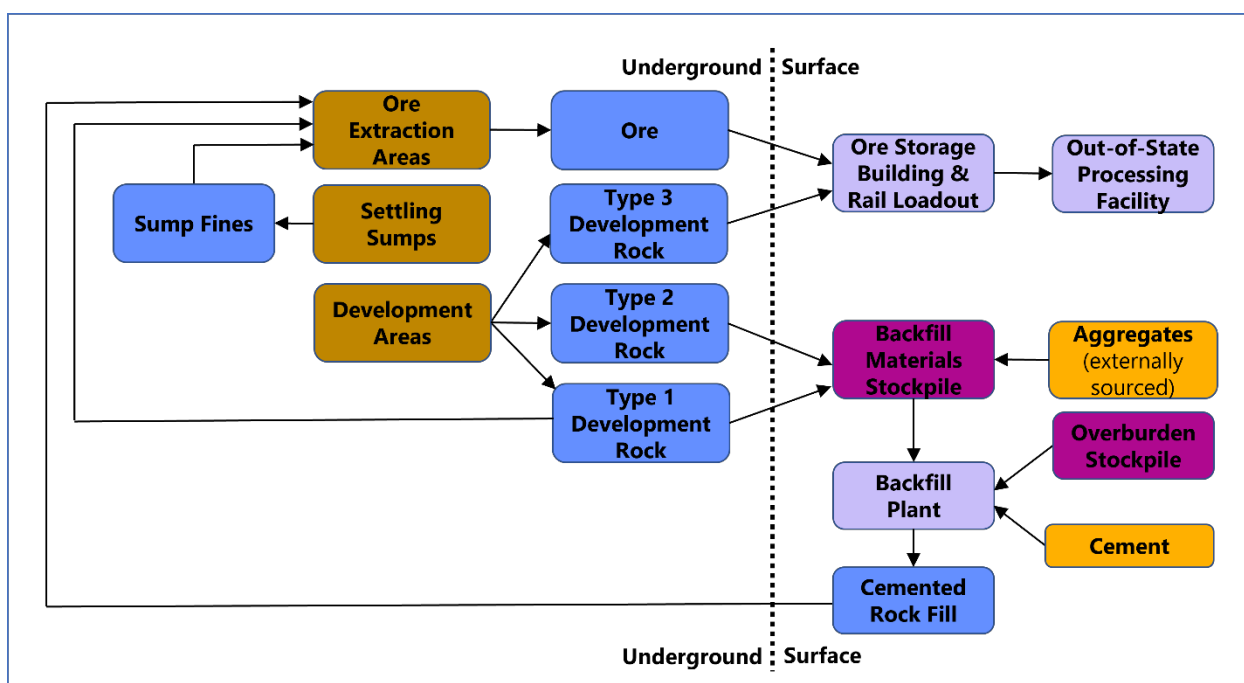 Underground Surface
Ore
Extraction
Areas
Ore
Ore Storage
Building &
Rail Loadout
Out-of-State
Processing
Facility
Sump Fines
Settling
Sumps
Type 3
Development
Rock
Development
Areas
Type 2
Development
Rock
Backfill
Materials
Stockpile
Aggregates
(externally
sourced)
Type 1
Development
Rock
Overburden
Stockpile
Backfill
Plant
Cement
Cemented
Rock Fill
Underground Surface